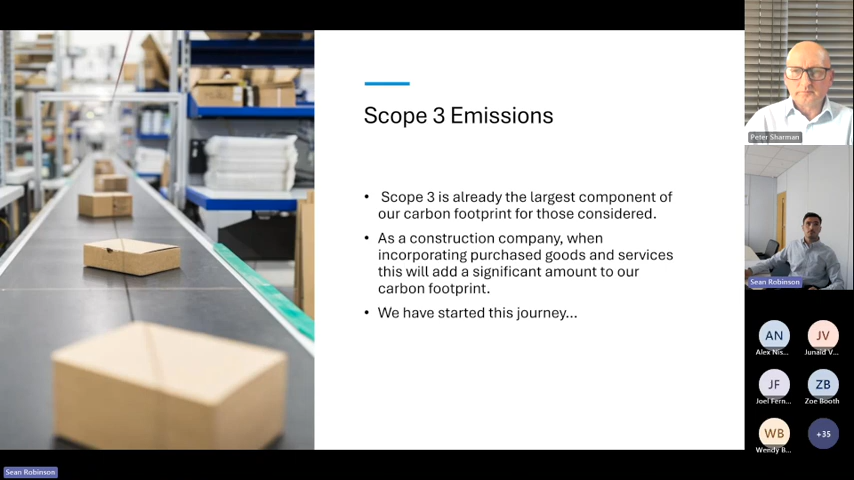 Scope 3 Emissions
• Scope 3 is already the largest component of
our carbon footprint for those considered.
• As a construction company, when
incorporating purchased goods and services
this will add a significant amount to our
carbon footprint.
• We have started this journey...
Peter Sharman
Sean Robinson
AN
JV
Alex Nis...
Junaid V...
JF
ZB
Joel Fern...
Zoe Booth
WB
+35
Wendy B...
Sean Robinson